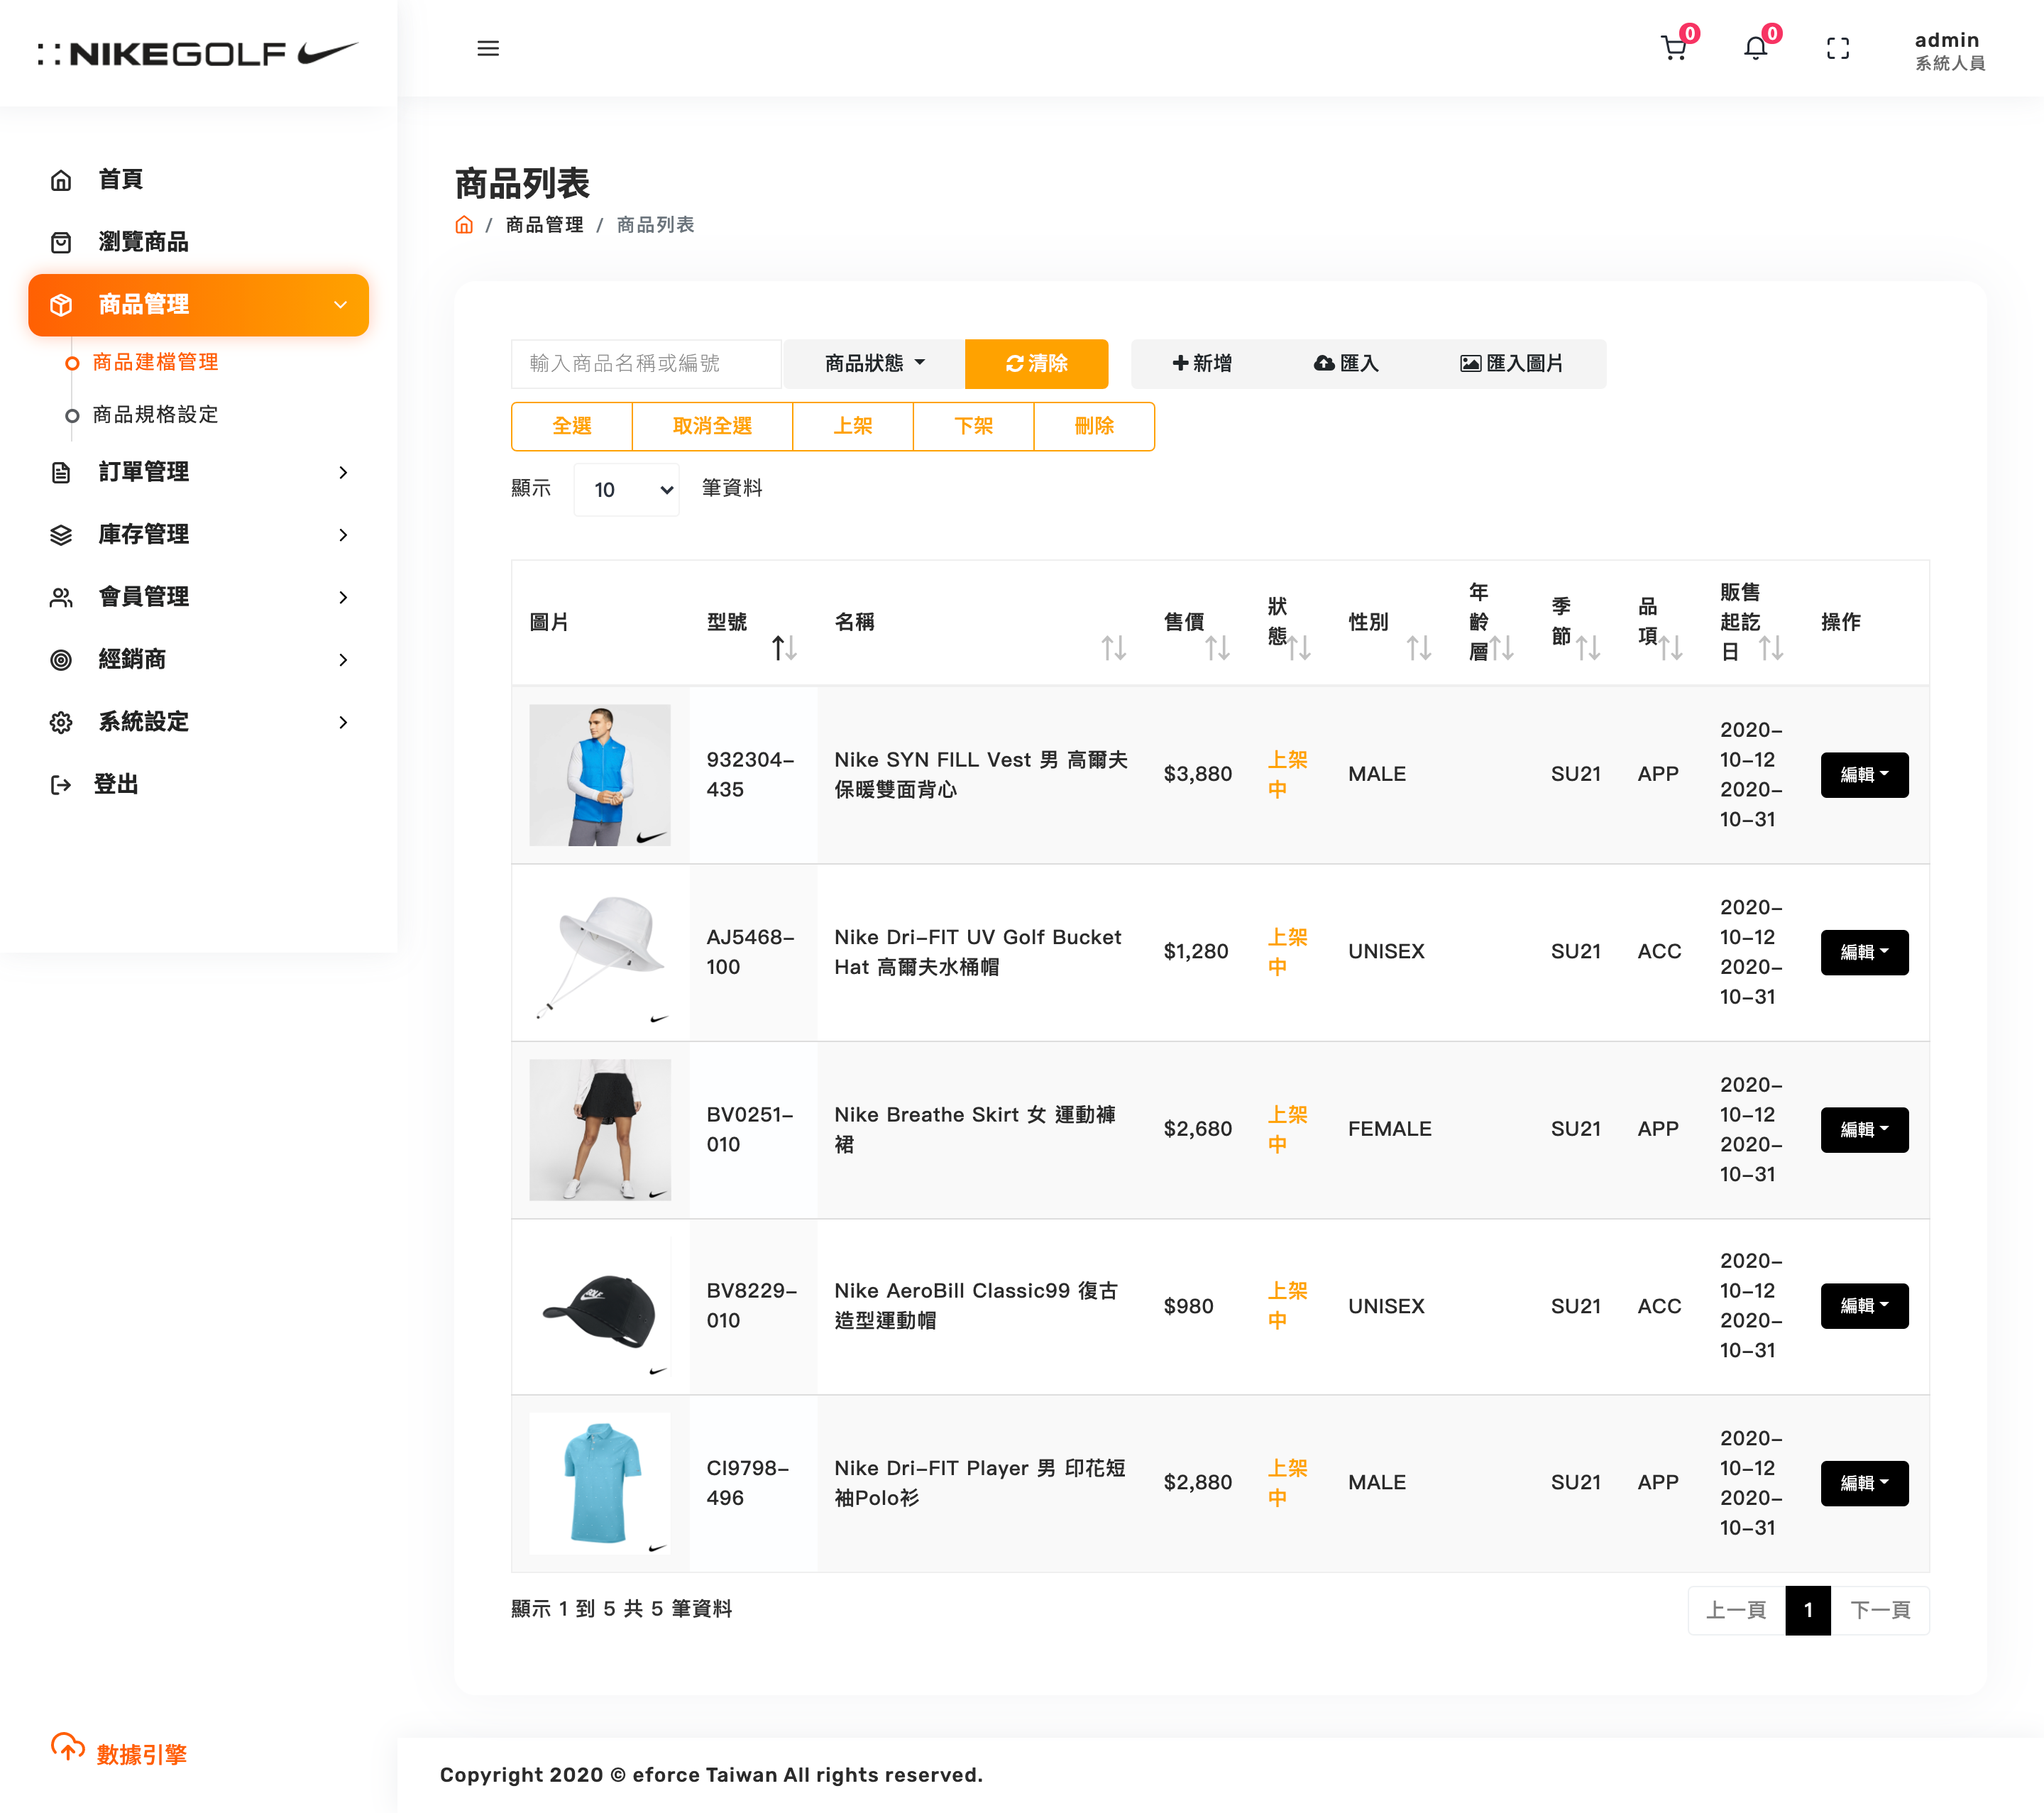 NIKEGOLF
0
0
admin
系統人員
首頁
瀏覽商品
商品管理
商品建檔管理
商品規格設定
訂單管理
庫存管理
會員管理
經銷商
系統設定
登出
數據引擎
商品列表
/ 商品管理 / 商品列表
輸入商品名稱或編號 商品狀態 清除 新增 匯入 匯入圖片
全選 取消全選 上架 下架 刪除
顯示 10 筆資料
圖片 型號 名稱 售價 狀態 性別 年齡層 季節 品項 販售起訖日 操作
932304-
435
Nike SYN FILL Vest 男 高爾夫
保暖雙面背心
$3,880
上架
中
MALE
SU21
APP
2020-
10-12
2020-
10-31
編輯
AJ5468-
100
Nike Dri-FIT UV Golf Bucket
Hat 高爾夫水桶帽
$1,280
上架
中
UNISEX
SU21
ACC
2020-
10-12
2020-
10-31
編輯
BV0251-
010
Nike Breathe Skirt 女 運動褲
裙
$2,680
上架
中
FEMALE
SU21
APP
2020-
10-12
2020-
10-31
編輯
GOLF
BV8229-
010
Nike AeroBill Classic99 復古
造型運動帽
$980
上架
中
UNISEX
SU21
ACC
2020-
10-12
2020-
10-31
編輯
CI9798-
496
Nike Dri-FIT Player 男 印花短
袖Polo衫
$2,880
上架
中
MALE
SU21
APP
2020-
10-12
2020-
10-31
編輯
顯示 1 到 5 共 5 筆資料
上一頁 1 下一頁
Copyright 2020 © eforce Taiwan All rights reserved.